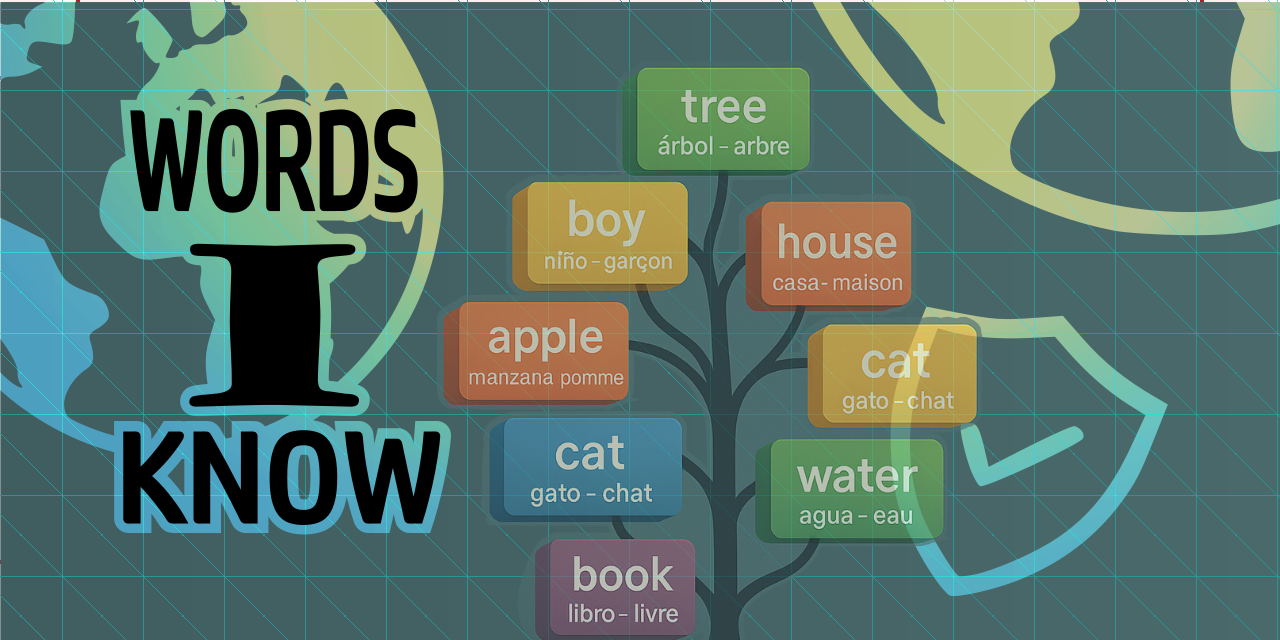 WORDS
I
KNOW
tree
árbol – arbre
boy
niño – garçon
house
casa - maison
apple
manzana pomme
cat
gato – chat
cat
gato – chat
water
agua – eau
book
libro – livre